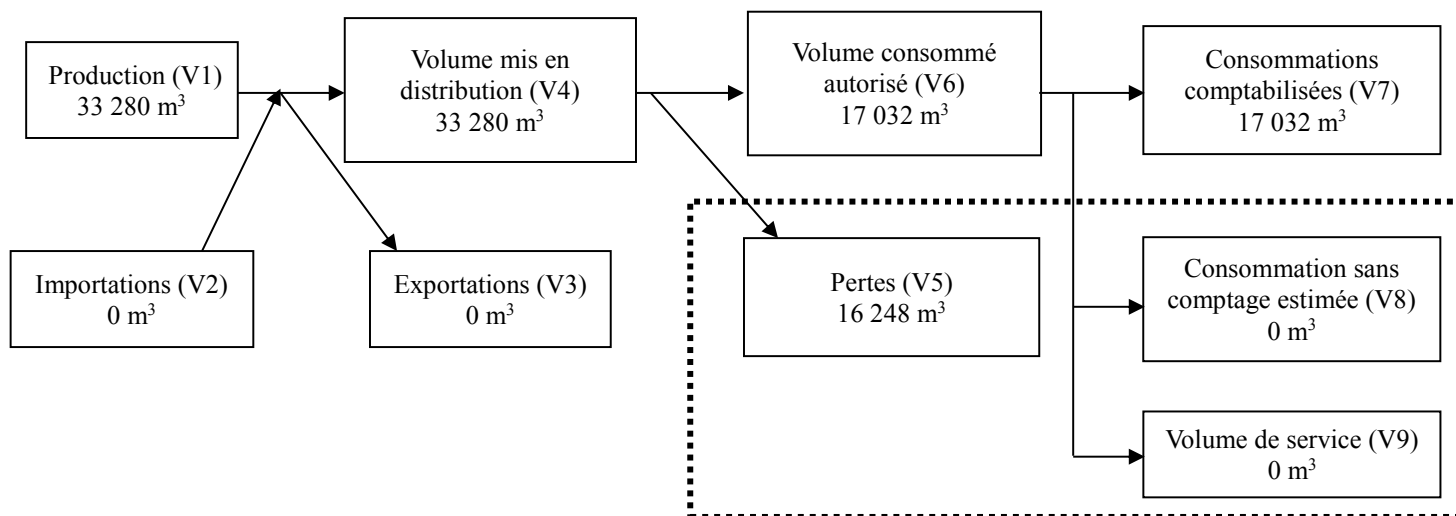 Production (V1)
33 280 m³
Volume mis en
distribution (V4)
33 280 m³
Volume consommé
autorisé (V6)
17 032 m³
Consommations
comptabilisées (V7)
17 032 m³
Importations (V2)
0 m³
Exportations (V3)
0 m³
Pertes (V5)
16 248 m³
Consommation sans
comptage estimée (V8)
0 m³
Volume de service (V9)
0 m³